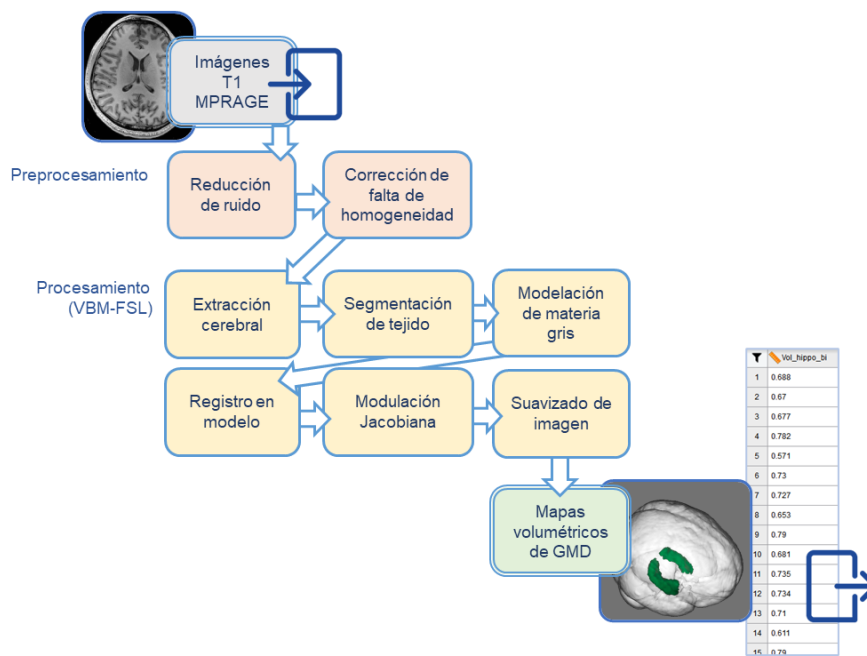 Imágenes
T1
MPRAGE
Preprocesamiento
Reducción
de ruido
Corrección de
falta de
homogeneidad
Procesamiento
(VBM-FSL)
Extracción
cerebral
Segmentación
de tejido
Modelación
de materia
gris
Registro en
modelo
Modulación
Jacobiana
Suavizado de
imagen
Mapas
volumétricos
de GMD
Vol_hippo_bi
1 0.688
2 0.67
3 0.677
4 0.782
5 0.571
6 0.73
7 0.727
8 0.653
9 0.79
10 0.681
11 0.735
12 0.734
13 0.71
14 0.611
15 0.79